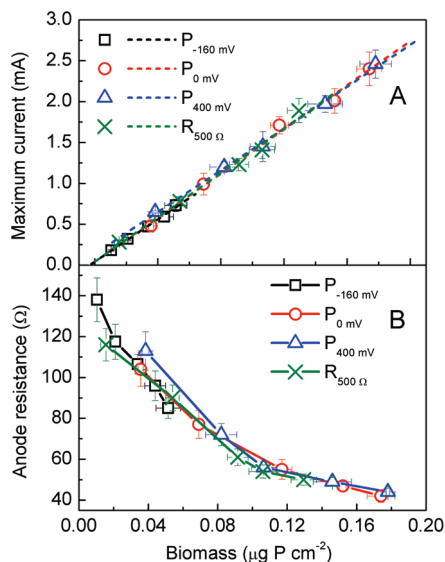 3.0
2.5
2.0
1.5
1.0
0.5
0.0
Maximum current (mA)
P-160 mV
P0 mV
P400 mV
R500 Ω
A
140
120
100
80
60
40
Anode resistance (Ω)
P-160 mV
P0 mV
P400 mV
R500 Ω
B
0.00 0.04 0.08 0.12 0.16 0.20
Biomass (μg P cm-2)